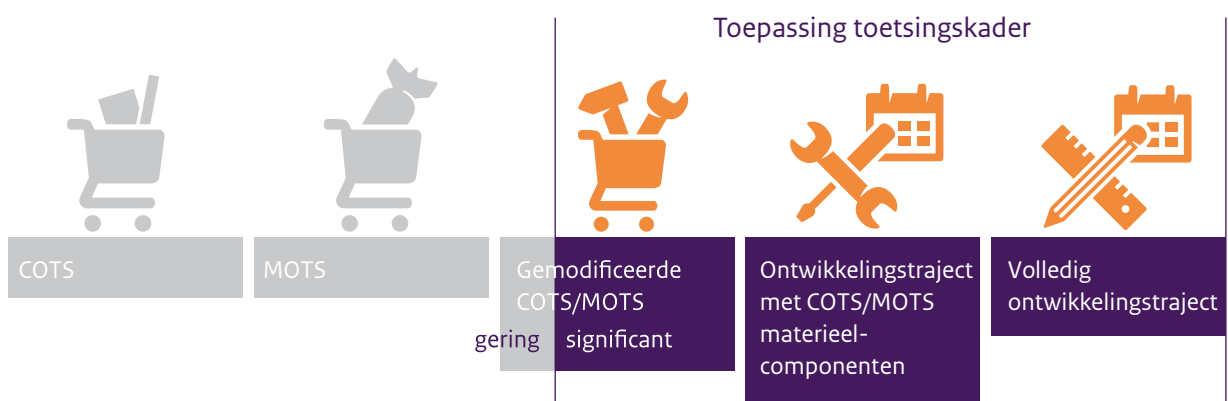 Toepassing toetsingskader
COTS
MOTS
Gemodificeerde
COTS/MOTS
gering significant
Ontwikkelingstraject
met COTS/MOTS
materieel-
componenten
Volledig
ontwikkelingstraject